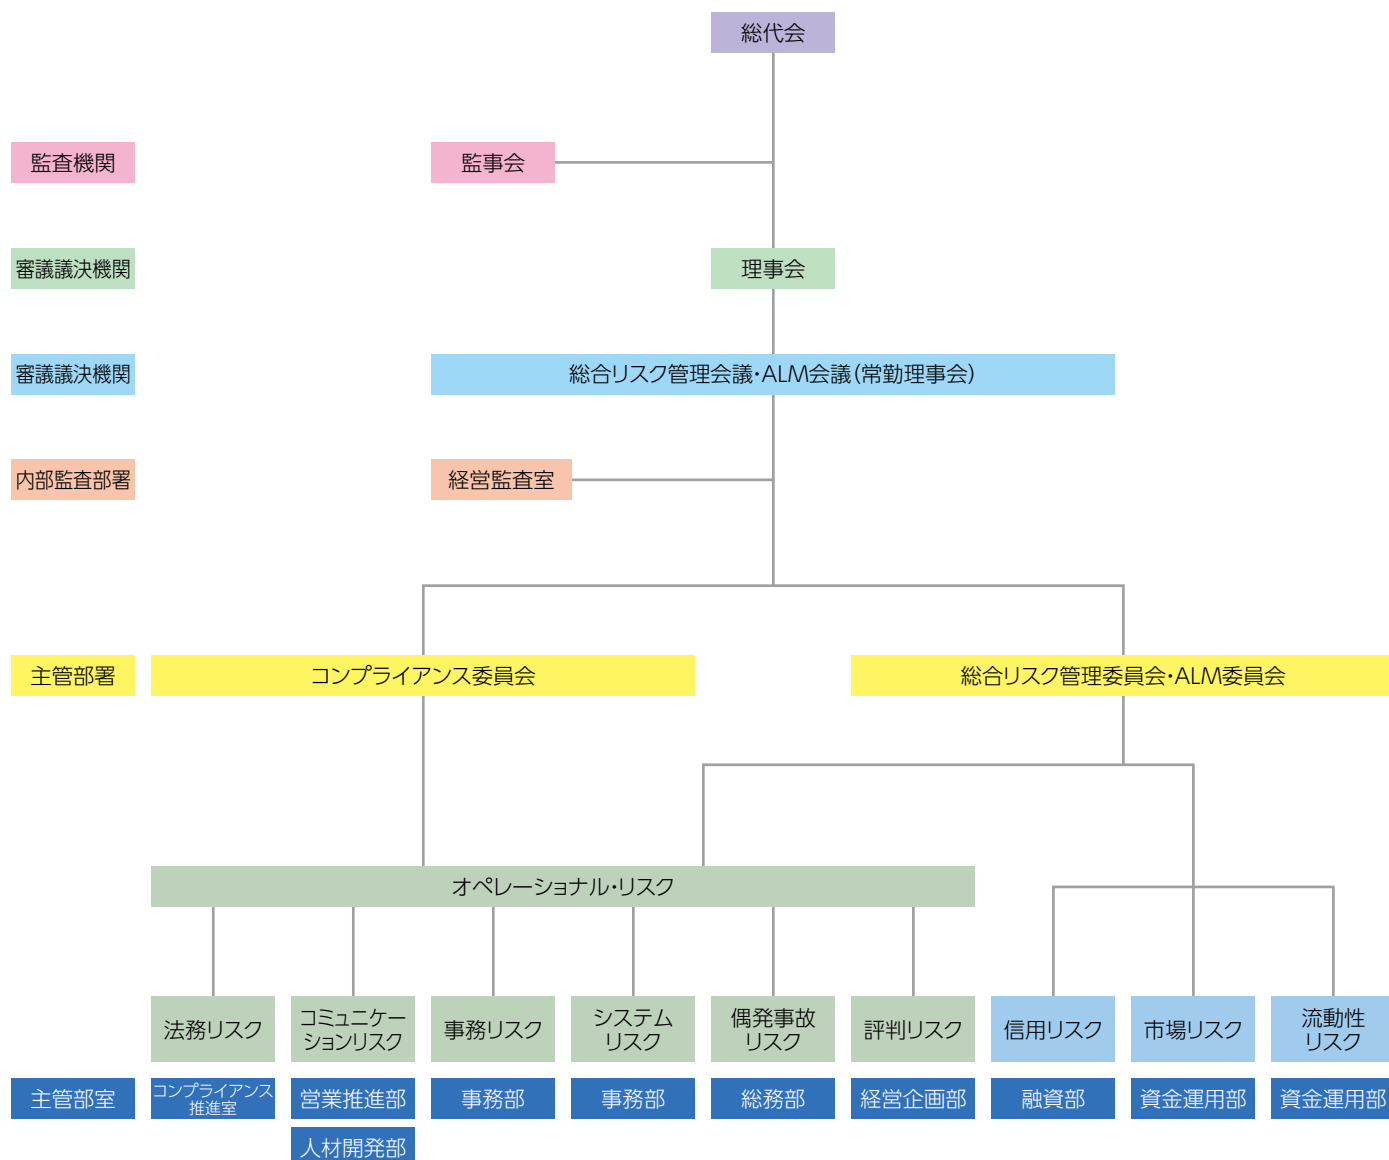 総代会
監査機関
監事会
審議議決機関
理事会
審議議決機関
総合リスク管理会議・ALM会議（常勤理事会）
内部監査部署
経営監査室
主管部署
コンプライアンス委員会
総合リスク管理委員会・ALM委員会
オペレーショナル・リスク
法務リスク
コミュニケー
ションリスク
事務リスク
システム
リスク
偶発事故
リスク
評判リスク
信用リスク
市場リスク
流動性
リスク
主管部室
コンプライアンス
推進室
営業推進部
事務部
事務部
総務部
経営企画部
融資部
資金運用部
資金運用部
人材開発部